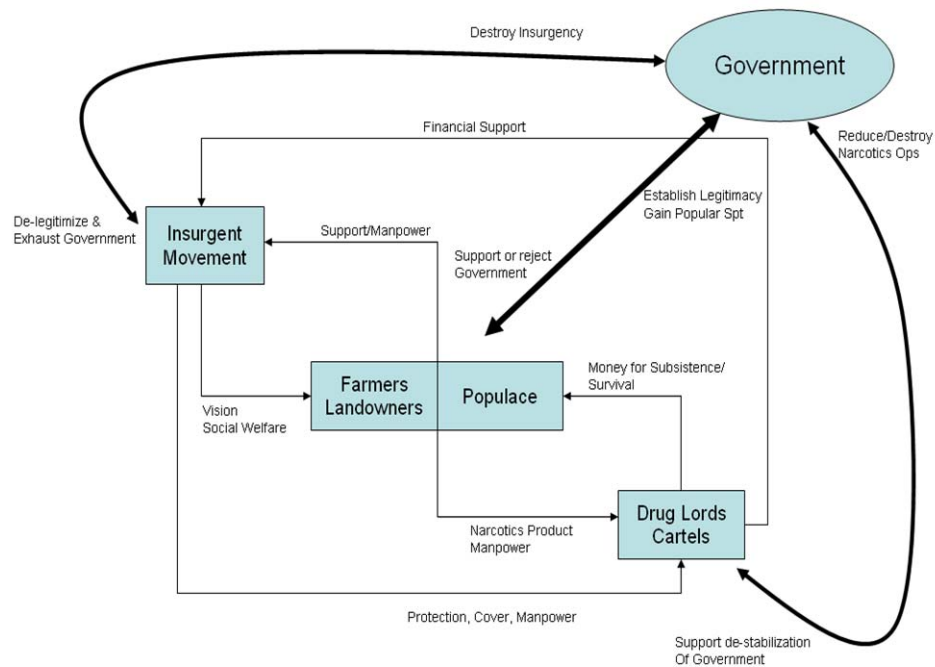 Destroy Insurgency
Government
Financial Support
Reduce/Destroy
Narcotics Ops
Establish Legitimacy
Gain Popular Spt
De-legitimize &
Exhaust Government
Insurgent
Movement
Support/Manpower
Support or reject
Government
Farmers
Landowners
Populace
Money for Subsistence/
Survival
Vision
Social Welfare
Drug Lords
Cartels
Narcotics Product
Manpower
Protection, Cover, Manpower
Support de-stabilization
Of Government